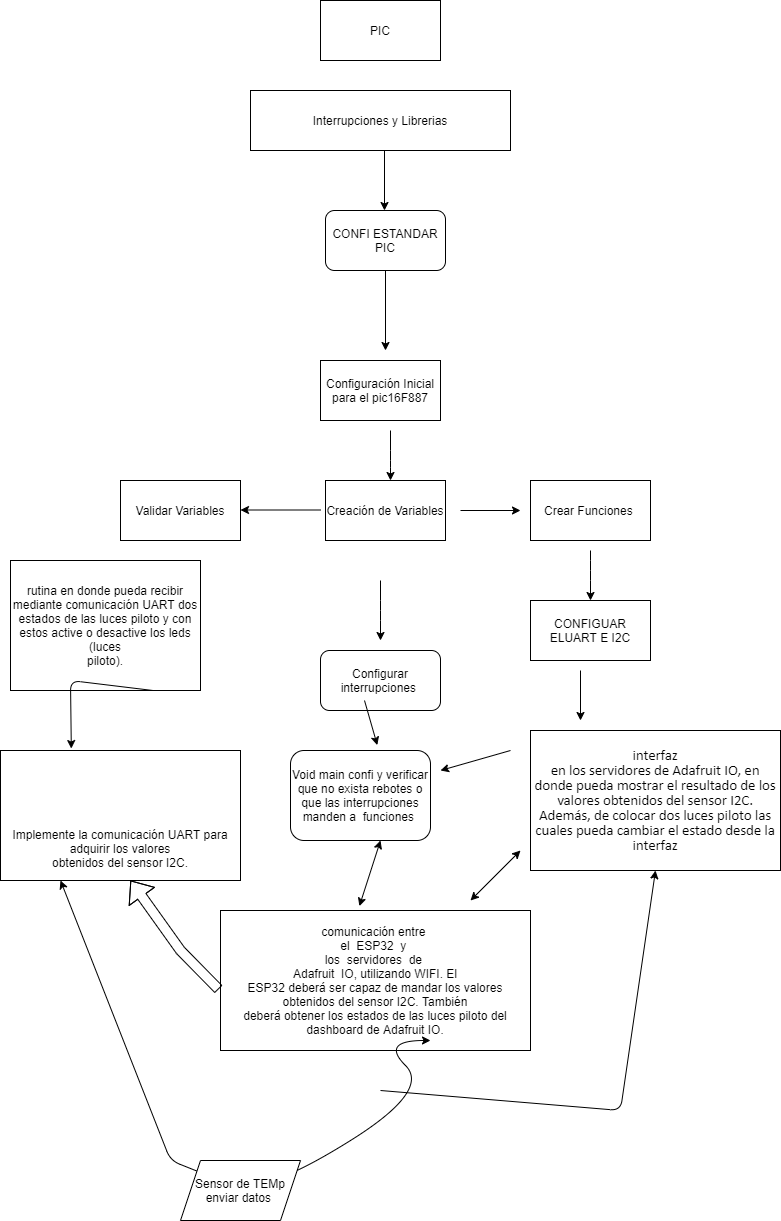 PIC
Interrupciones y Librerias
CONFI ESTANDAR
PIC
Configuración Inicial
para el pic16F887
Validar Variables
Creación de Variables
Crear Funciones
rutina en donde pueda recibir
mediante comunicación UART dos
estados de las luces piloto y con
estos active o desactive los leds
(luces
piloto).
CONFIGUAR
ELUART E I2C
Configurar
interrupciones
Implemente la comunicación UART para
adquirir los valores
obtenidos del sensor I2C.
Void main confi y verificar
que no exista rebotes o
que las interrupciones
manden a  funciones
interfaz
en los servidores de Adafruit IO, en
donde pueda mostrar el resultado de los
valores obtenidos del sensor I2C.
Además, de colocar dos luces piloto las
cuales pueda cambiar el estado desde la
interfaz
comunicación entre
el  ESP32  y
los  servidores  de
Adafruit  IO, utilizando WIFI. El
ESP32 deberá ser capaz de mandar los valores
obtenidos del sensor I2C. También
deberá obtener los estados de las luces piloto del
dashboard de Adafruit IO.
Sensor de TEMp
enviar datos